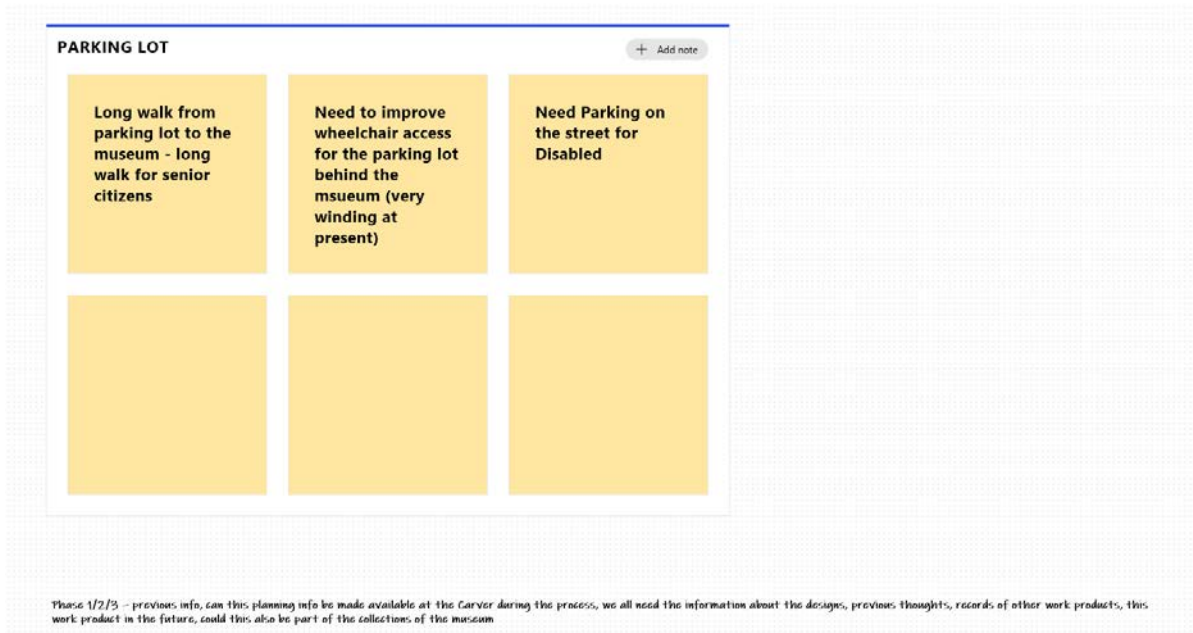 PARKING LOT
+ Add note
Long walk from
parking lot to the
museum - long
walk for senior
citizens
Need to improve
wheelchair access
for the parking lot
behind the
msueum (very
winding at
present)
Need Parking on
the street for
Disabled
Phase 1/2/3 - previous info, can this planning info be made available at the Carver during the process, we all need the information about the designs, previous thoughts, records of other work products, this
work product in the future, could this also be part of the collections of the museum